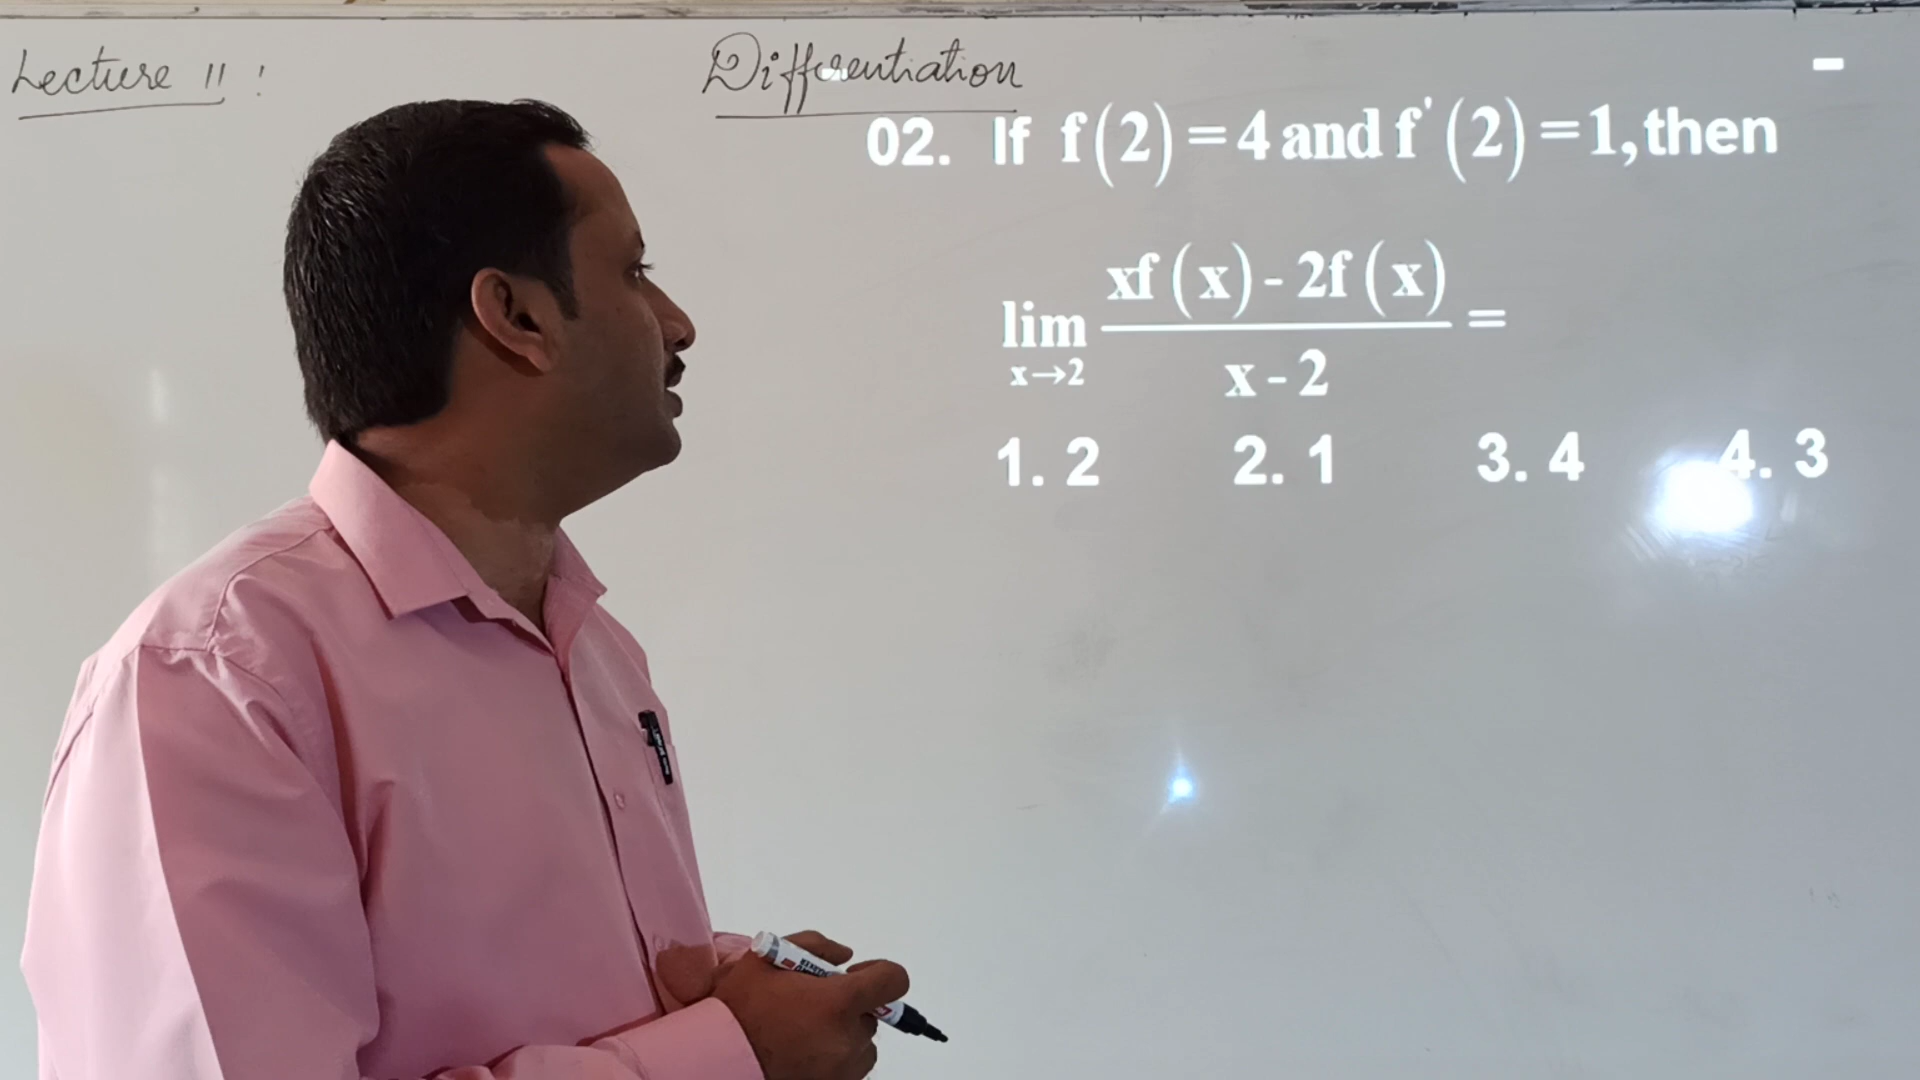 Lecture 11 :
Differentiation
02. If f(2)=4 and f'(2)=1, then
lim x→2 xf(x)-2f(x) / x-2 =
1. 2 2. 1 3. 4 4. 3